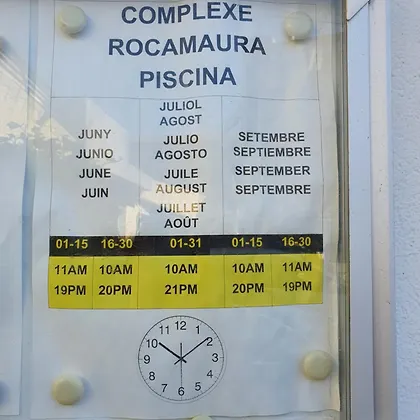 COMPLEXE
ROCAMAURA
PISCINA
JUNY
JUNIO
JUNE
JUIN
JULIOL
AGOST
JULIO
AGOSTO
JUILE
AUGUST
JUILLET
AOÛT
SETEMBRE
SEPTIEMBRE
SEPTEMBER
SEPTEMBRE
01-15 16-30 01-31 01-15 16-30
11AM 10AM 10AM 10AM 11AM
19PM 20PM 21PM 20PM 19PM
12
11 1
10 2
9 3
8 4
7 5
6